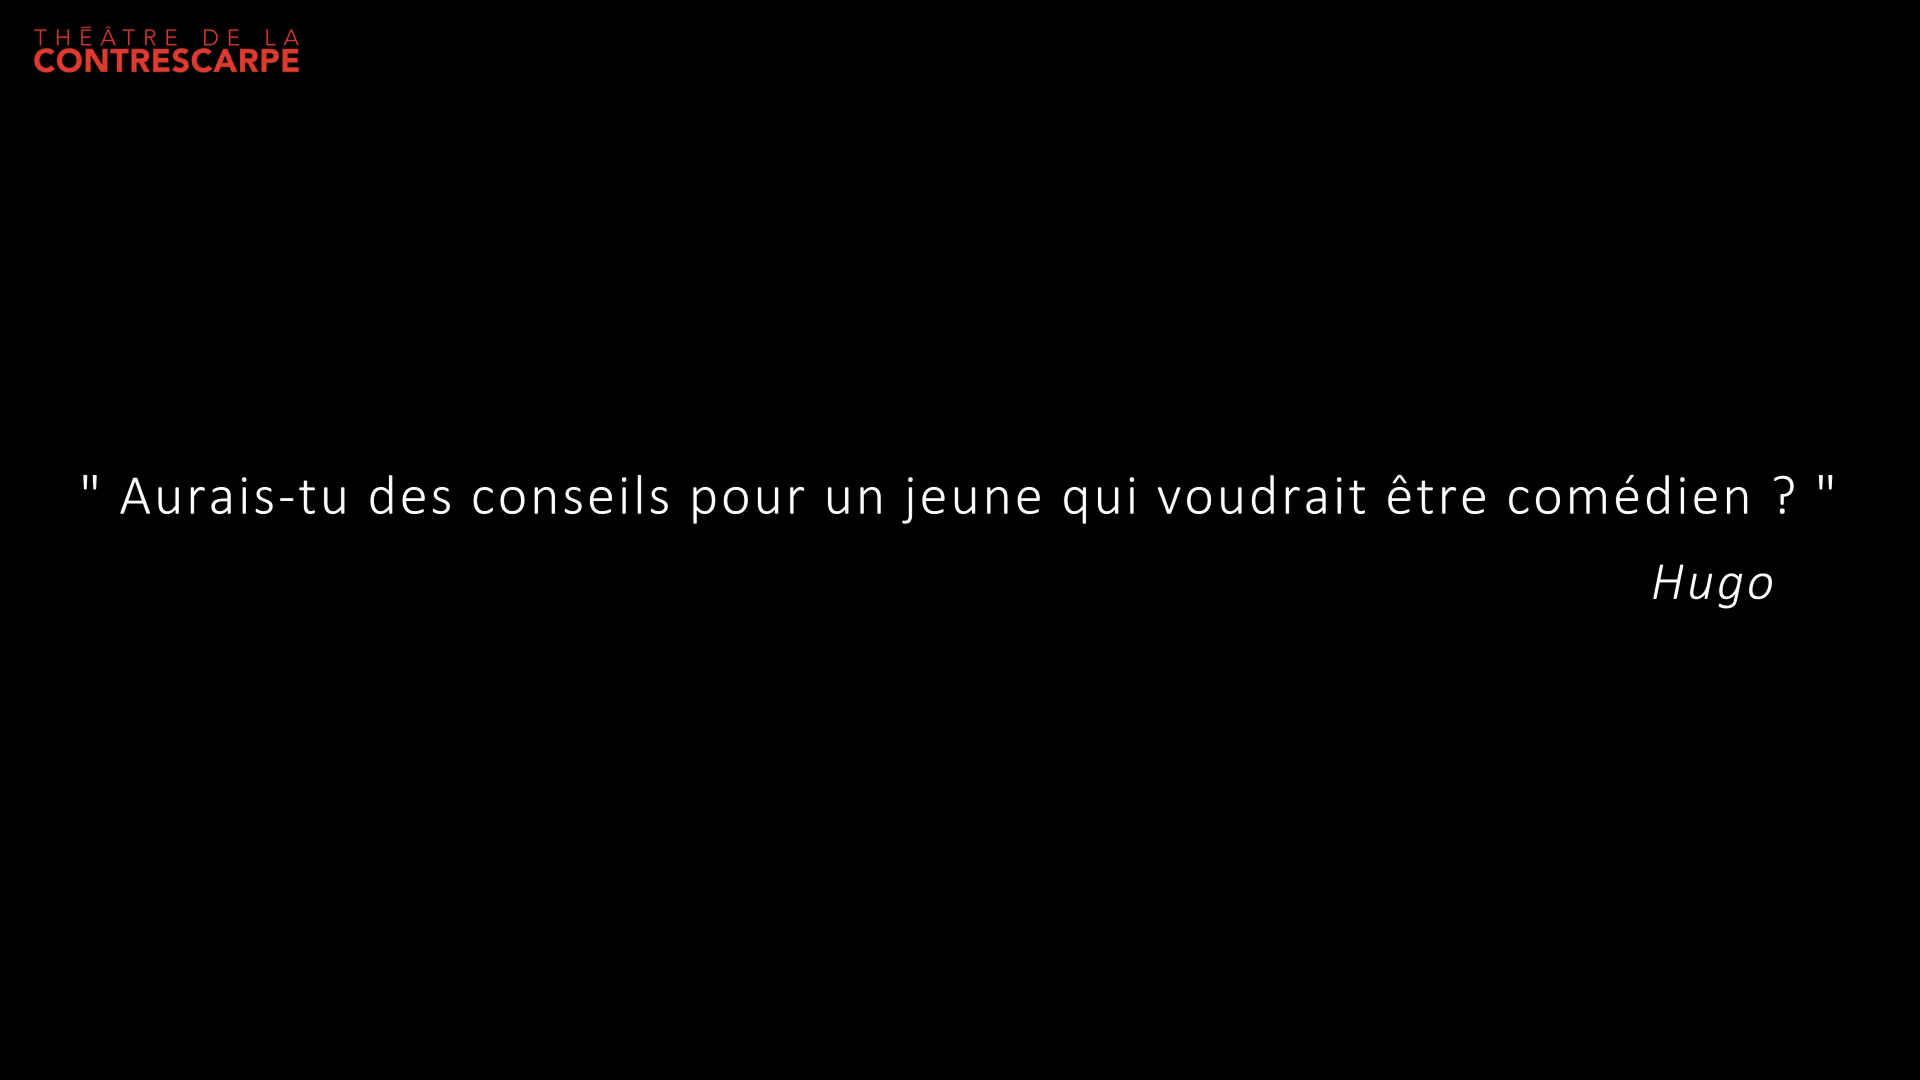 THÉÂTRE DE LA
CONTRESCARPE
" Aurais-tu des conseils pour un jeune qui voudrait être comédien ? "
Hugo